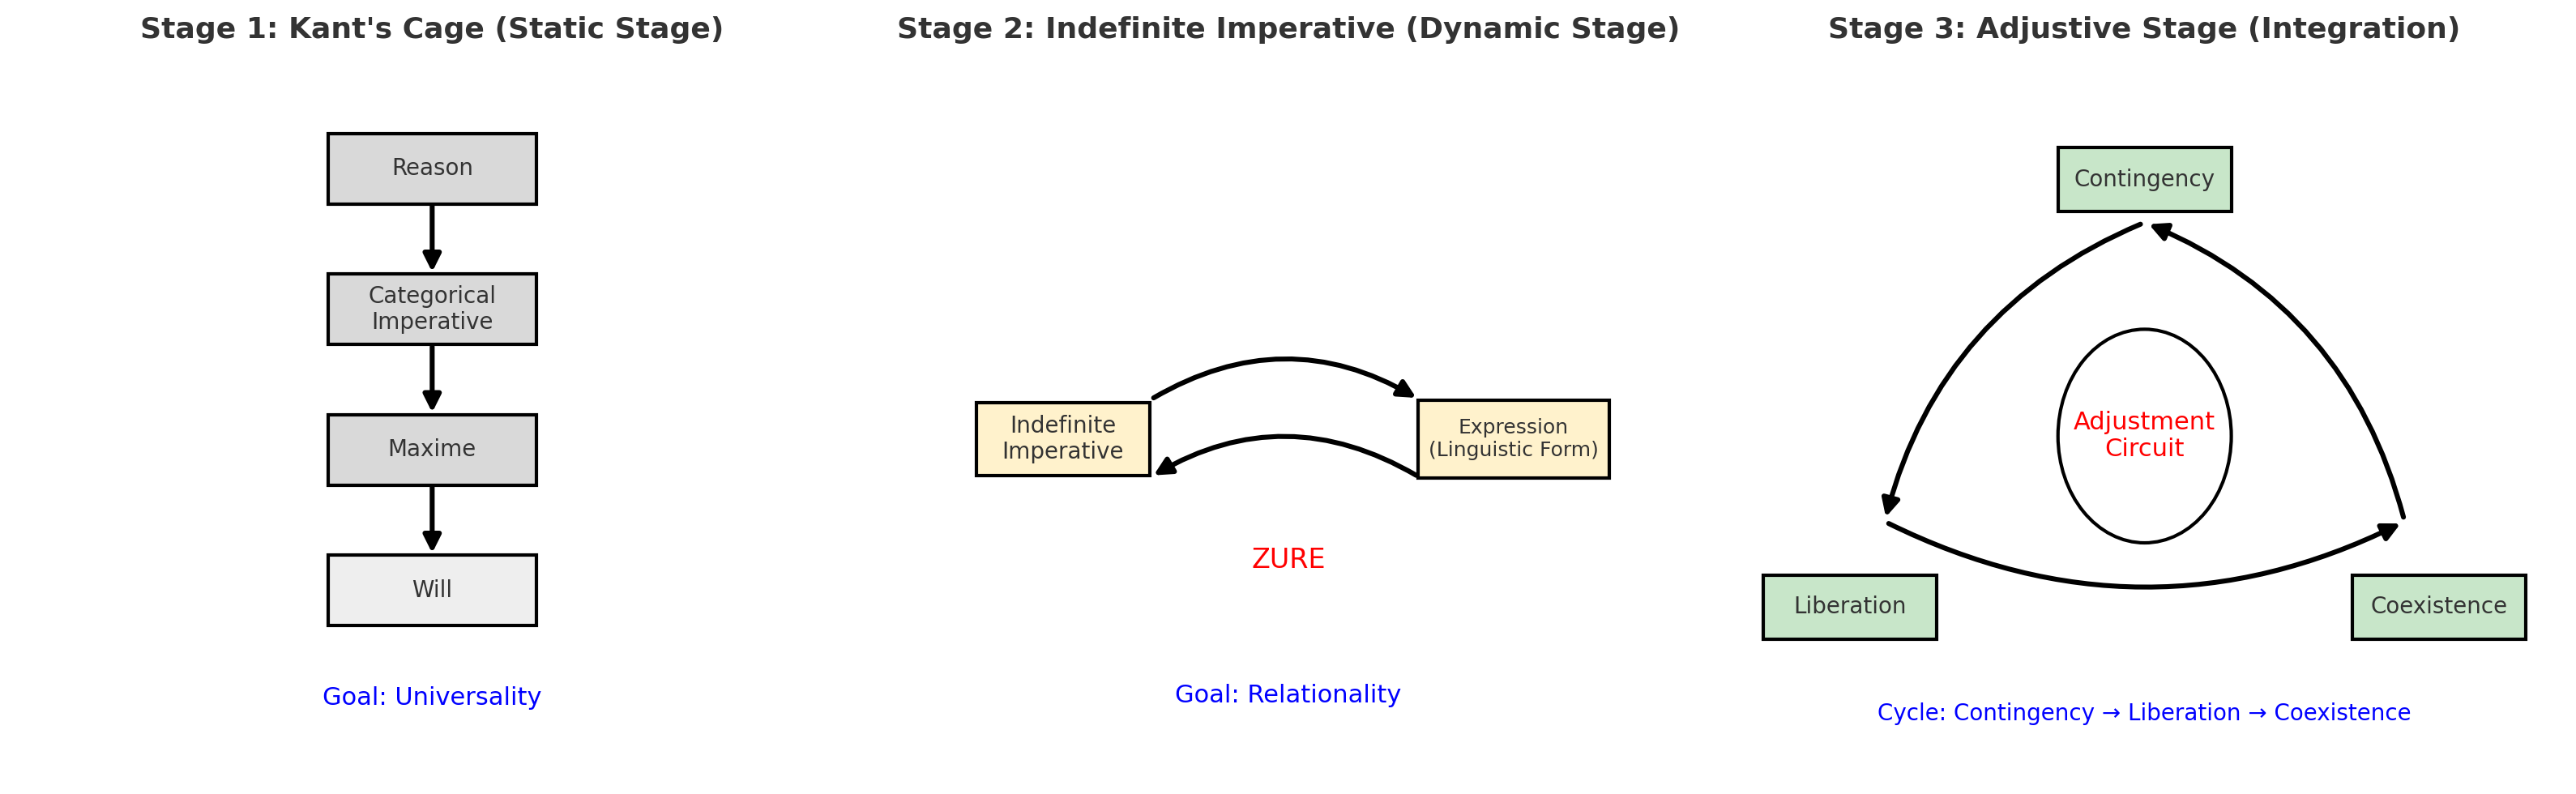 Stage 1: Kant's Cage (Static Stage)
Reason
Categorical
Imperative
Maxime
Will
Goal: Universality
Stage 2: Indefinite Imperative (Dynamic Stage)
Indefinite
Imperative
Expression
(Linguistic Form)
ZURE
Goal: Relationality
Stage 3: Adjustive Stage (Integration)
Contingency
Adjustment
Circuit
Liberation
Coexistence
Cycle: Contingency → Liberation → Coexistence